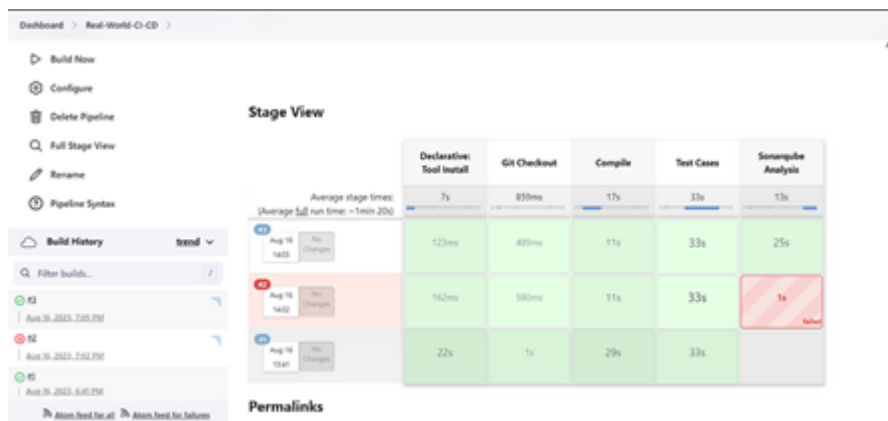 Dashboard > Real-World-CI-CD >
Build Now
Configure
Delete Pipeline
Full Stage View
Rename
Pipeline Syntax
Build History trend
Filter builds... /
#3
Aug 16, 2023, 7:05 PM
#2
Aug 16, 2023, 7:02 PM
#1
Aug 16, 2023, 6:41 PM
Atom feed for all Atom feed for failures
Stage View
Declarative: Tool Install Git Checkout Compile Test Cases Sonarqube Analysis
Average stage times: 7s 859ms 17s 33s 13s
(Average full run time: ~1min 20s)
#3
Aug 16 14:05 No Changes 123ms 489ms 11s 33s 25s
#2
Aug 16 14:02 No Changes 162ms 580ms 11s 33s 1s failed
#1
Aug 16 13:41 No Changes 22s 1s 29s 33s
Permalinks